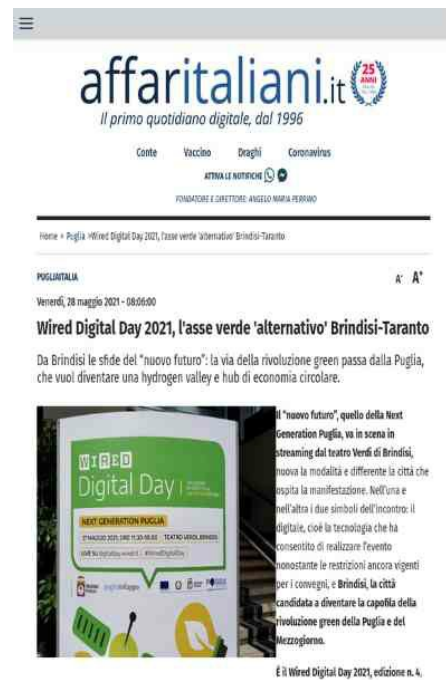 affaritaliani.it
25
ANNI
Il primo quotidiano digitale, dal 1996
Conte Vaccino Draghi Coronavirus
ATTIVA LE NOTIFICHE
FONDATORE E DIRETTORE: ANGELO MARIA PERRINO
Home » Puglia »Wired Digital Day 2021, l'asse verde 'alternativo' Brindisi-Taranto
PUGLIAITALIA
A- A+
Venerdì, 28 maggio 2021 - 08:06:00
Wired Digital Day 2021, l'asse verde 'alternativo' Brindisi-Taranto
Da Brindisi le sfide del "nuovo futuro": la via della rivoluzione green passa dalla Puglia,
che vuol diventare una hydrogen valley e hub di economia circolare.
WIRED
Digital Day
NEXT GENERATION PUGLIA
TEATRO VERDI, BRINDISI
#WiredDigitalDay
Il "nuovo futuro", quello della Next
Generation Puglia, va in scena in
streaming dal teatro Verdi di Brindisi,
nuova la modalità e differente la città che
ospita la manifestazione. Nell'una e
nell'altra i due simboli dell'incontro: il
digitale, cioè la tecnologia che ha
consentito di realizzare l'evento
nonostante le restrizioni ancora vigenti
per i convegni, e Brindisi, la città
candidata a diventare la capofila della
rivoluzione green della Puglia e del
Mezzogiorno.
È il Wired Digital Day 2021, edizione n. 4,